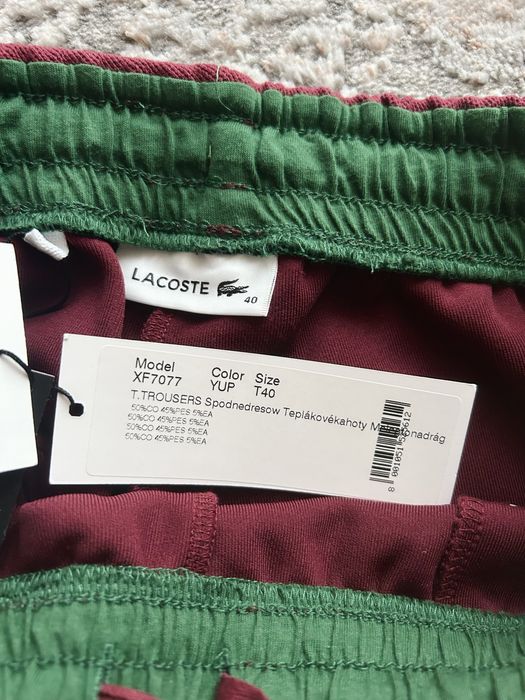 LACOSTE
40
Model Color Size
XF7077 YUP T40
T.TROUSERS Spodnedresow Teplákovékahoty
50%CO 45%PES 5%EA
50%CO 45%PES 5%EA
50%CO 45%PES 5%EA
50%CO 45%PES 5%EA